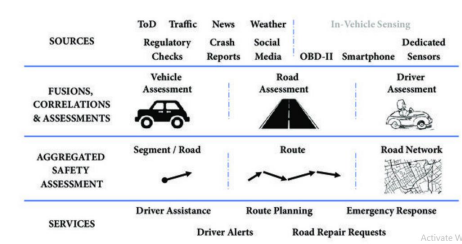 ToD Traffic News Weather In-Vehicle Sensing
SOURCES
Regulatory Checks
Crash Reports
Social Media
OBD-II Smartphone
Dedicated Sensors
FUSIONS, CORRELATIONS & ASSESSMENTS
Vehicle Assessment
Road Assessment
Driver Assessment
AGGREGATED SAFETY ASSESSMENT
Segment / Road Route Road Network
SERVICES
Driver Assistance Route Planning Emergency Response
Driver Alerts Road Repair Requests
Activate W